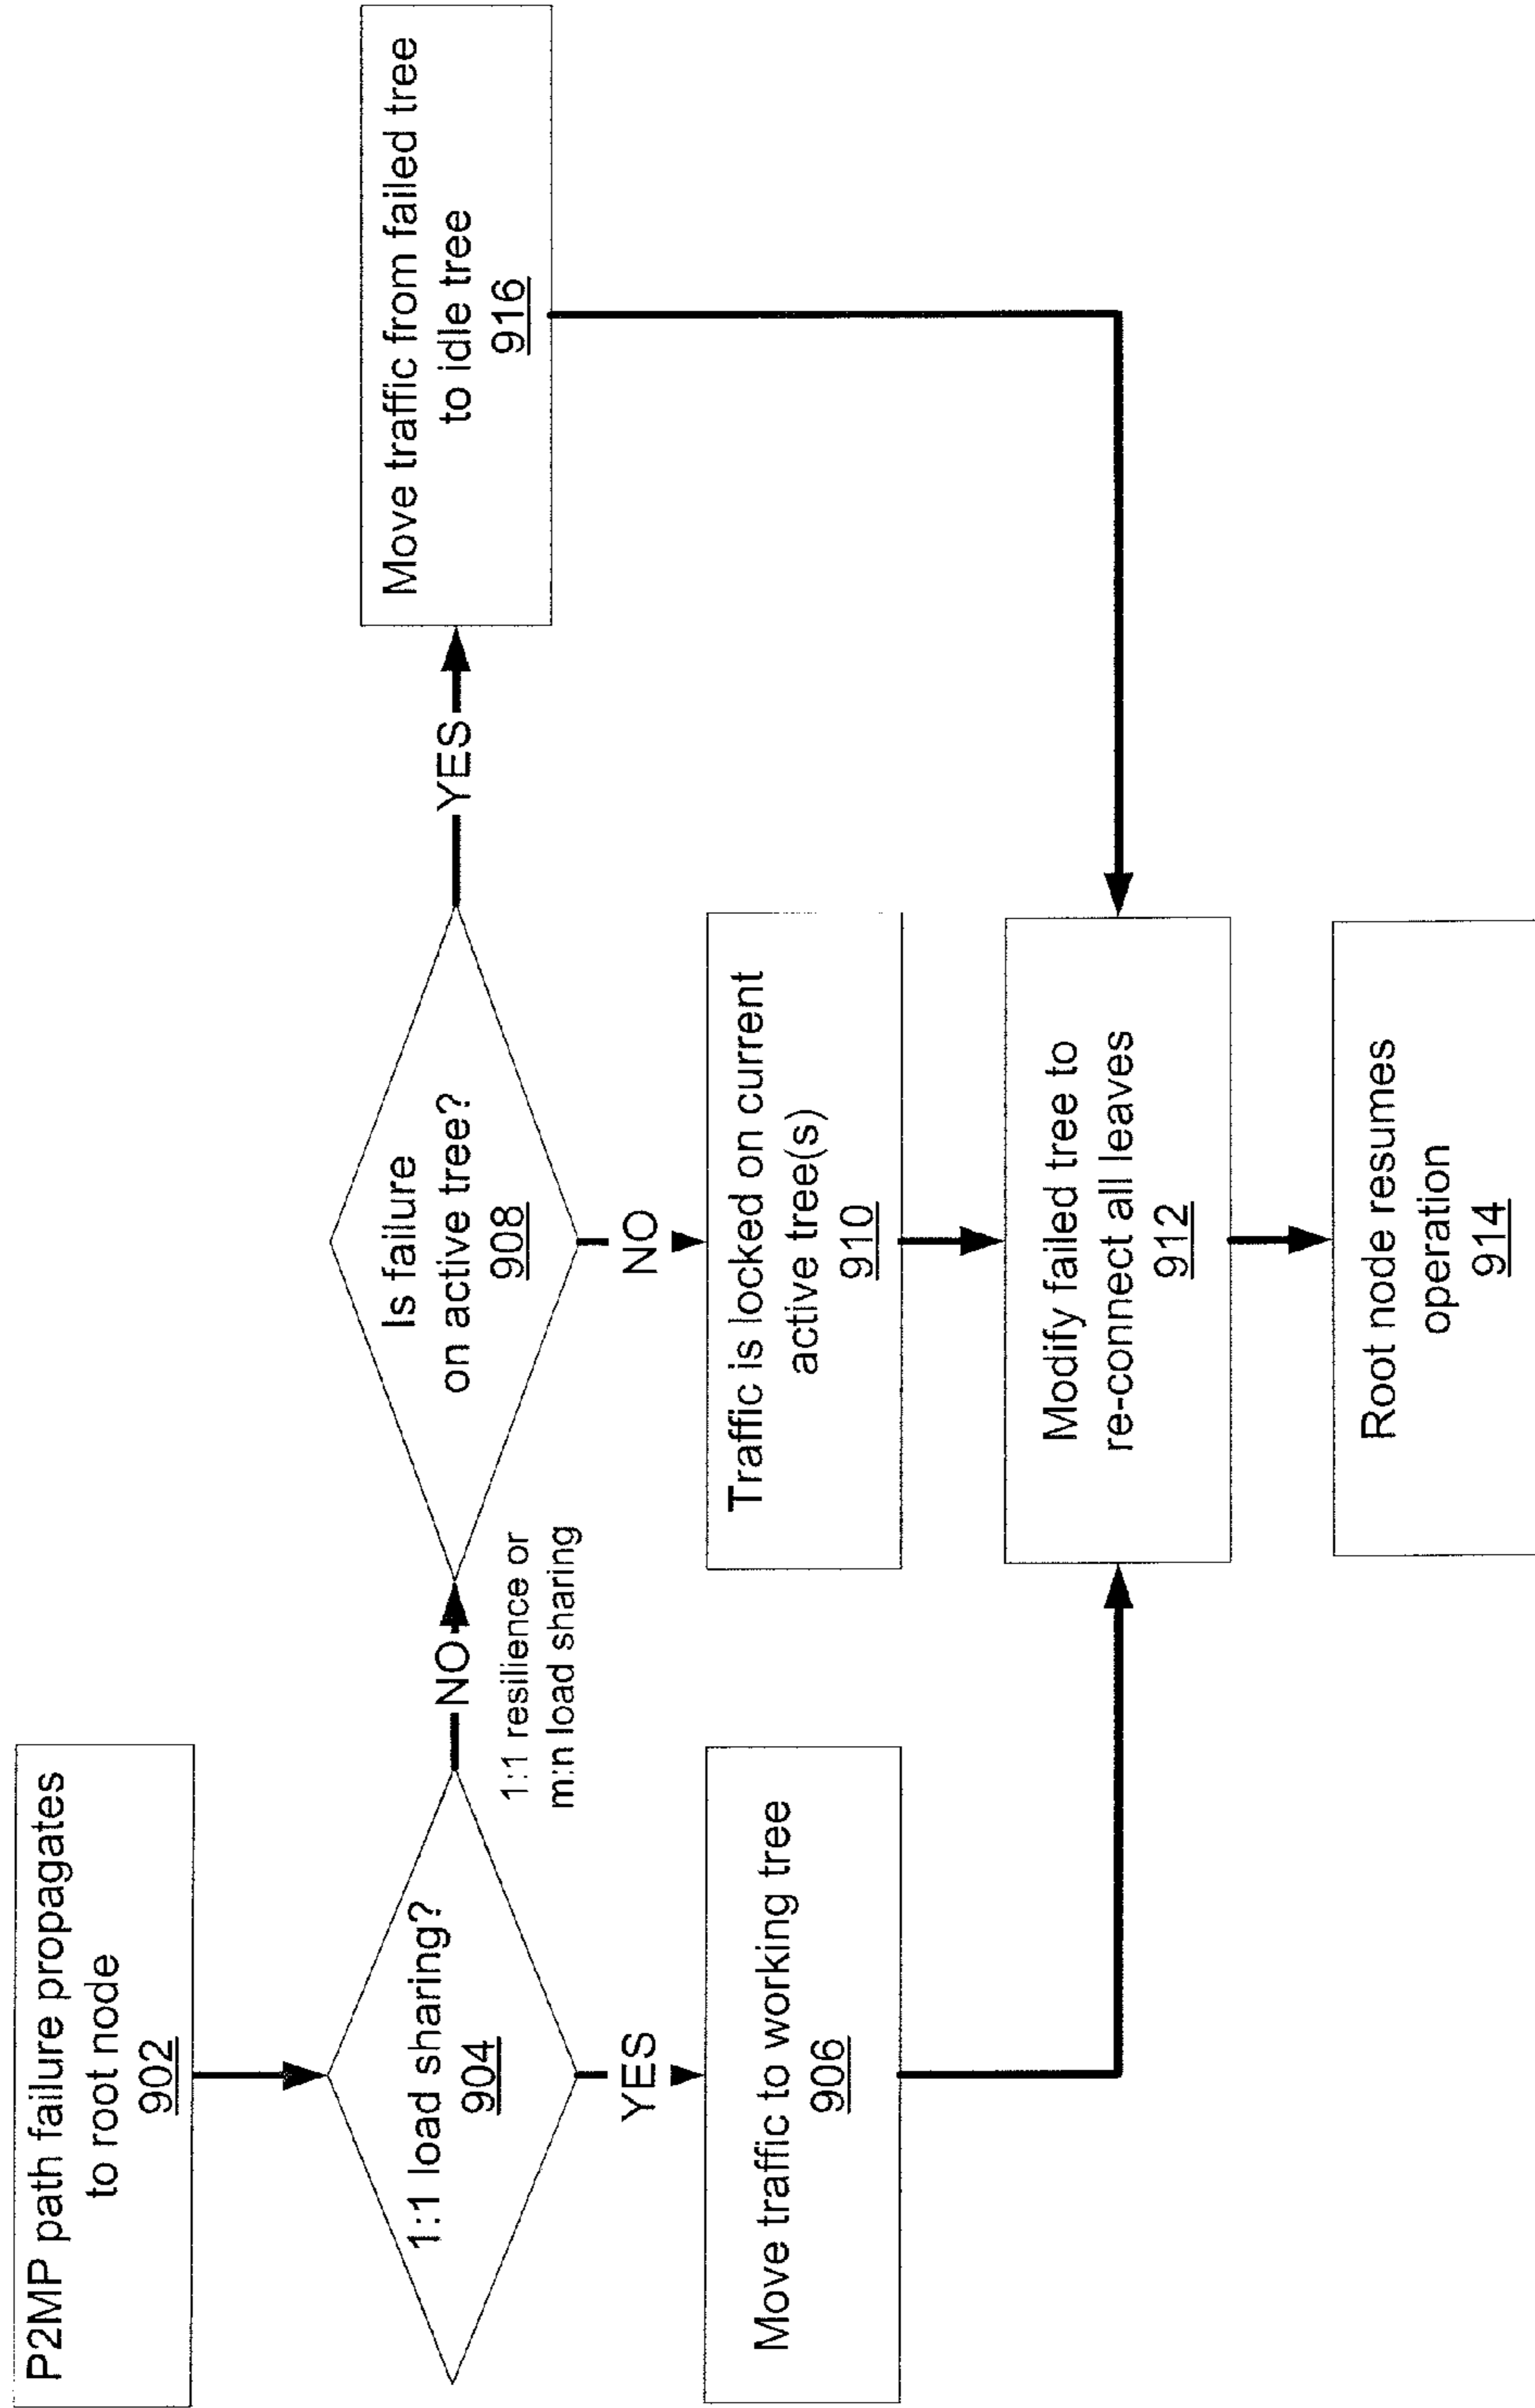 P2MP path failure propagates
to root node
902
1:1 load sharing?
904
NO
1:1 resilience or
m:n load sharing
Is failure
on active tree?
908
YES
Move traffic from failed tree
to idle tree
916
YES
Move traffic to working tree
906
NO
Traffic is locked on current
active tree(s)
910
Modify failed tree to
re-connect all leaves
912
Root node resumes
operation
914